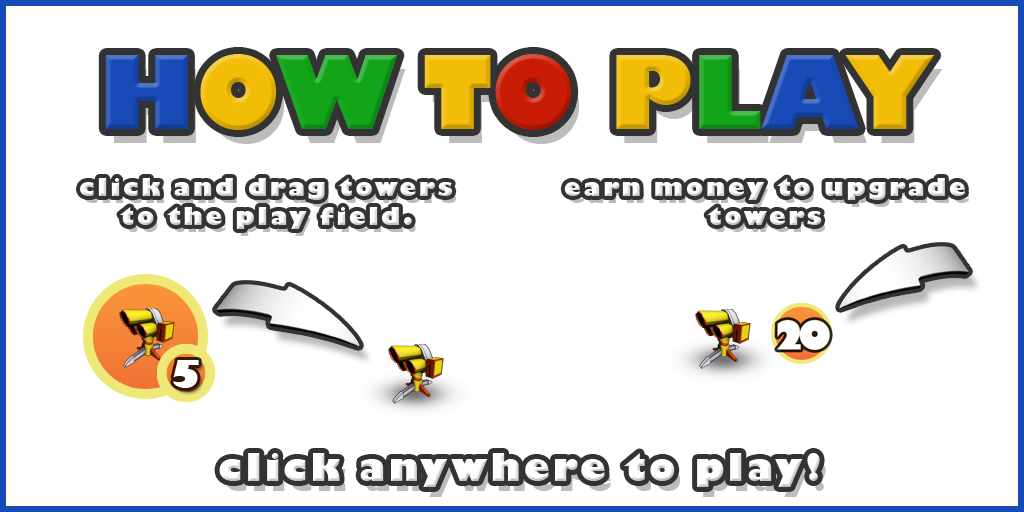 HOW TO PLAY
click and drag towers
to the play field.
earn money to upgrade
towers
5
20
click anywhere to play!